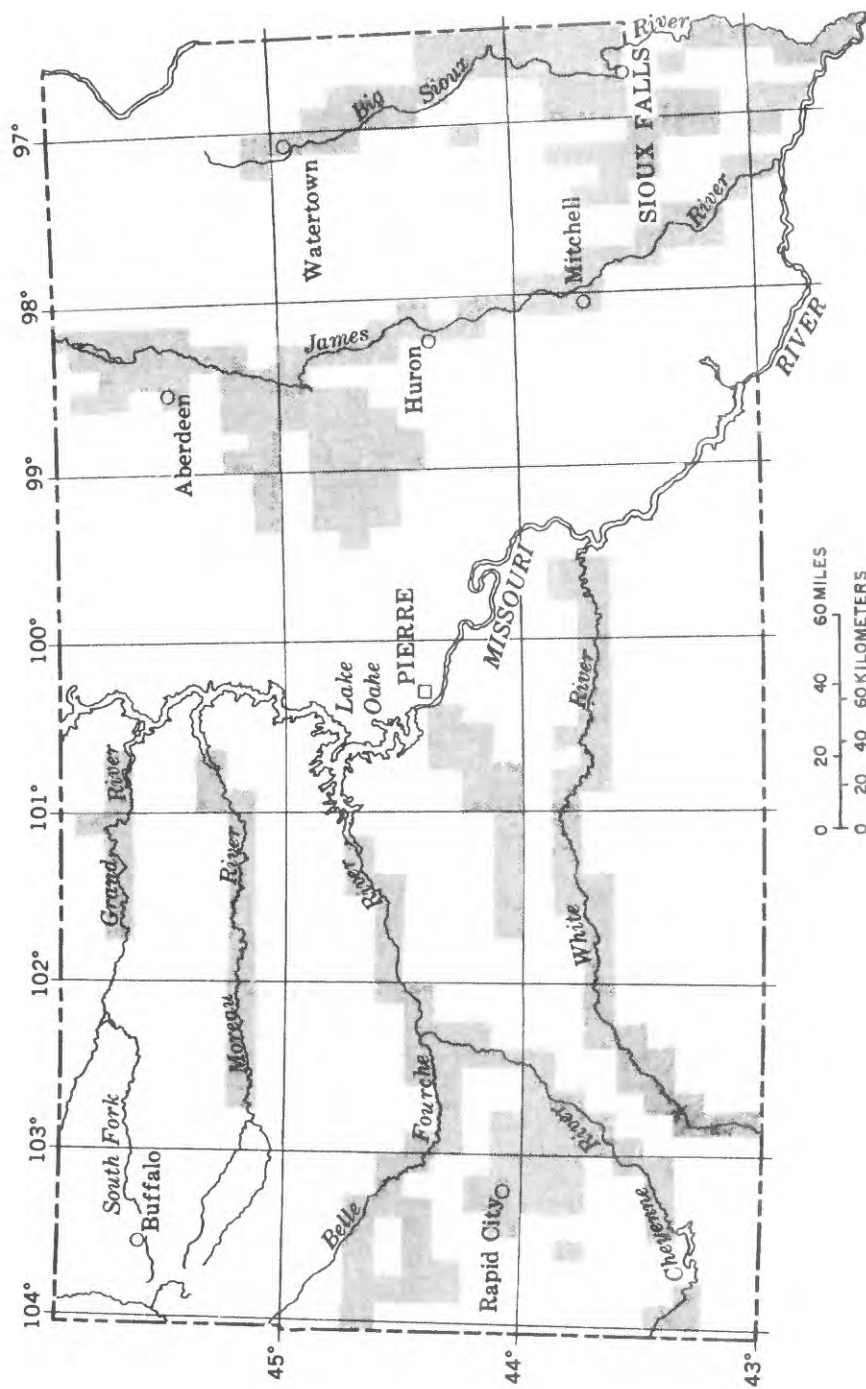 104°
103°
102°
101°
100°
99°
98°
97°
45°
44°
43°
South Fork
Buffalo
Grand River
Moreau River
Belle Fourche River
Rapid City
Cheyenne River
White River
Lake
Oahe
PIERRE
MISSOURI RIVER
Aberdeen
James River
Huron
Mitchell
Watertown
Big Sioux River
SIOUX FALLS
0 20 40 60 MILES
0 20 40 60 KILOMETERS